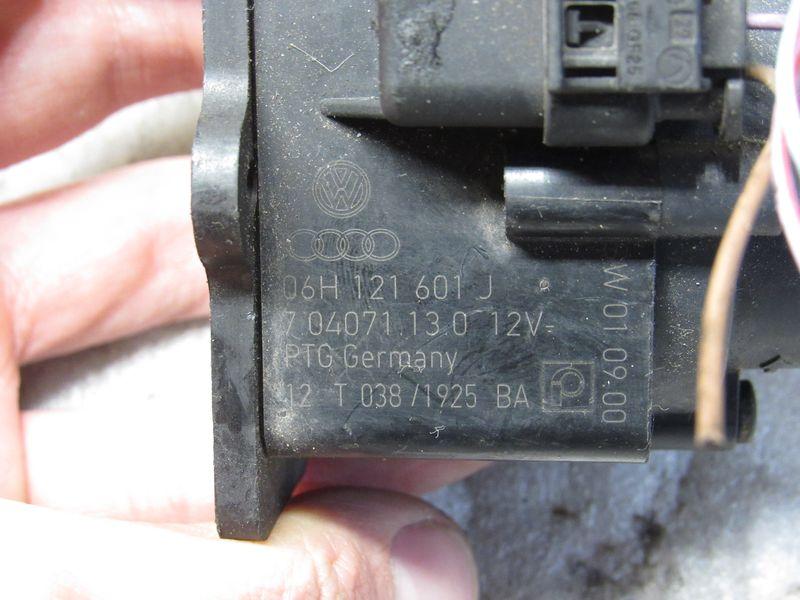 06H 121 601 J
7.04071.13.0 12V-
PTG Germany
12 T 038 /1925 BA
W 01 09.00